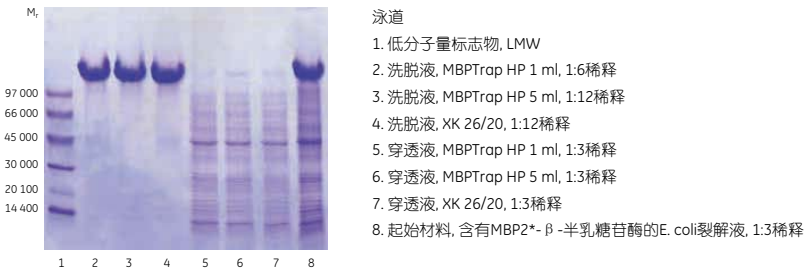 Mr
97 000
66 000
45 000
30 000
20 100
14 400
1 2 3 4 5 6 7 8
泳道
1. 低分子量标志物, LMW
2. 洗脱液, MBPTrap HP 1 ml, 1:6稀释
3. 洗脱液, MBPTrap HP 5 ml, 1:12稀释
4. 洗脱液, XK 26/20, 1:12稀释
5. 穿透液, MBPTrap HP 1 ml, 1:3稀释
6. 穿透液, MBPTrap HP 5 ml, 1:3稀释
7. 穿透液, XK 26/20, 1:3稀释
8. 起始材料, 含有MBP2*-β-半乳糖苷酶的E. coli裂解液, 1:3稀释